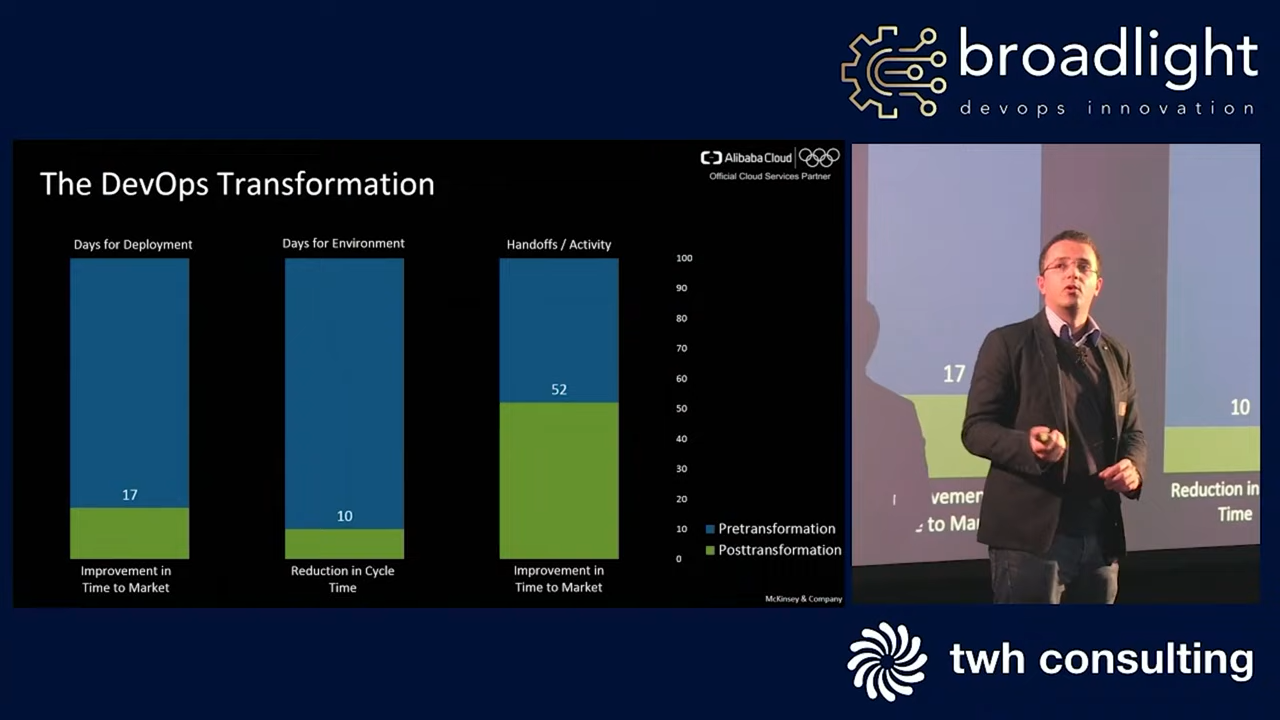 broadlight
devops innovation
The DevOps Transformation
Alibaba Cloud
Official Cloud Services Partner
Days for Deployment
Days for Environment
Handoffs / Activity
100
90
80
70
60
50
40
30
20
10
0
17
10
52
Pretransformation
Posttransformation
Improvement in
Time to Market
Reduction in Cycle
Time
Improvement in
Time to Market
McKinsey & Company
17
10
to Mar
Reduction in
Time
twh consulting